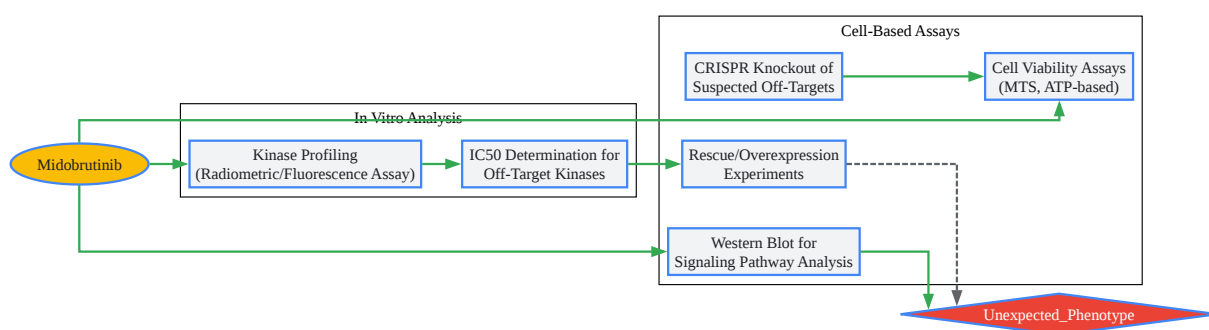 Cell-Based Assays
CRISPR Knockout of
Suspected Off-Targets
Cell Viability Assays
(MTS, ATP-based)
In Vitro Analysis
Midobrutinib
Kinase Profiling
(Radiometric/Fluorescence Assay)
IC50 Determination for
Off-Target Kinases
Rescue/Overexpression
Experiments
Western Blot for
Signaling Pathway Analysis
Unexpected_Phenotype